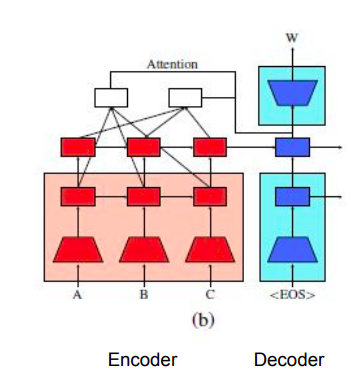 W
Attention
A B C <EOS>
(b)
Encoder Decoder